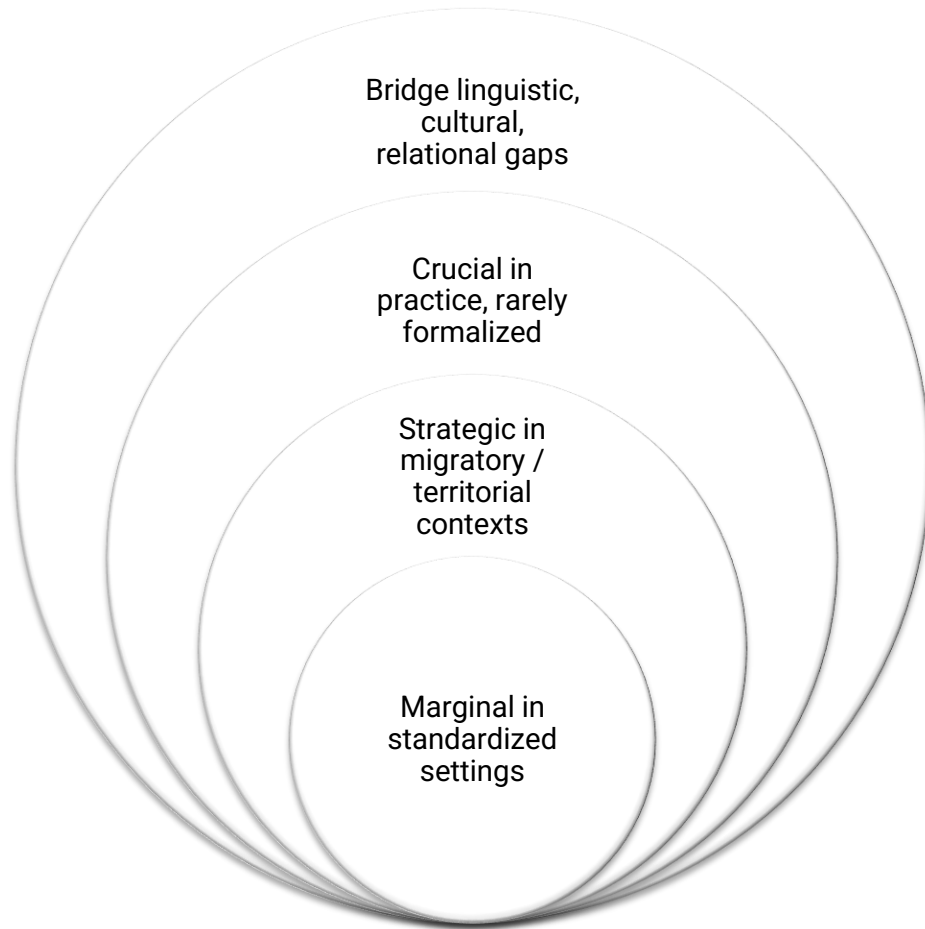 Bridge linguistic,
cultural,
relational gaps
Crucial in
practice, rarely
formalized
Strategic in
migratory /
territorial
contexts
Marginal in
standardized
settings